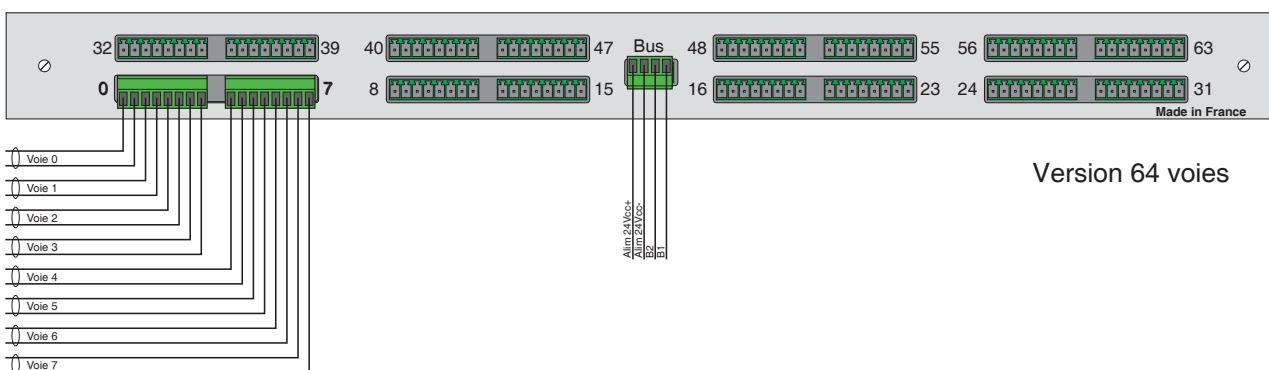 32 39 40 47 Bus 48 55 56 63
0 7 8 15 16 23 24 31
Made in France
Voie 0
Voie 1
Voie 2
Voie 3
Voie 4
Voie 5
Voie 6
Voie 7
Alim 24Vcc+
Alim 24Vcc-
B2
B1
Version 64 voies